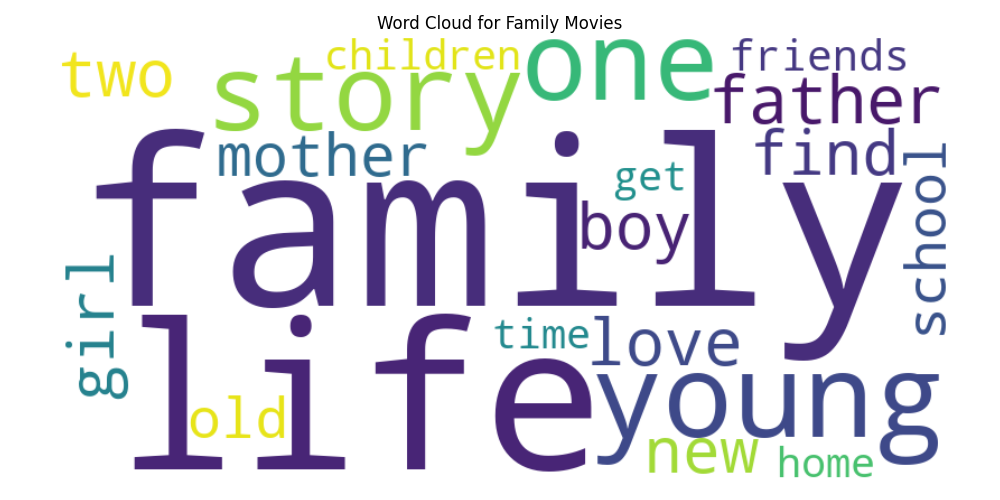 Word Cloud for Family Movies
children
one
friends
two
story
father
mother
find
family
get
school
boy
girl
life
time
love
young
old
new
home